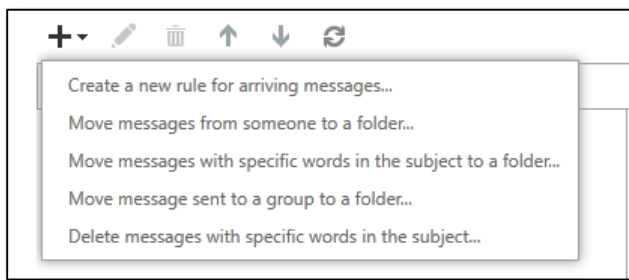 Create a new rule for arriving messages...
Move messages from someone to a folder...
Move messages with specific words in the subject to a folder...
Move message sent to a group to a folder...
Delete messages with specific words in the subject...